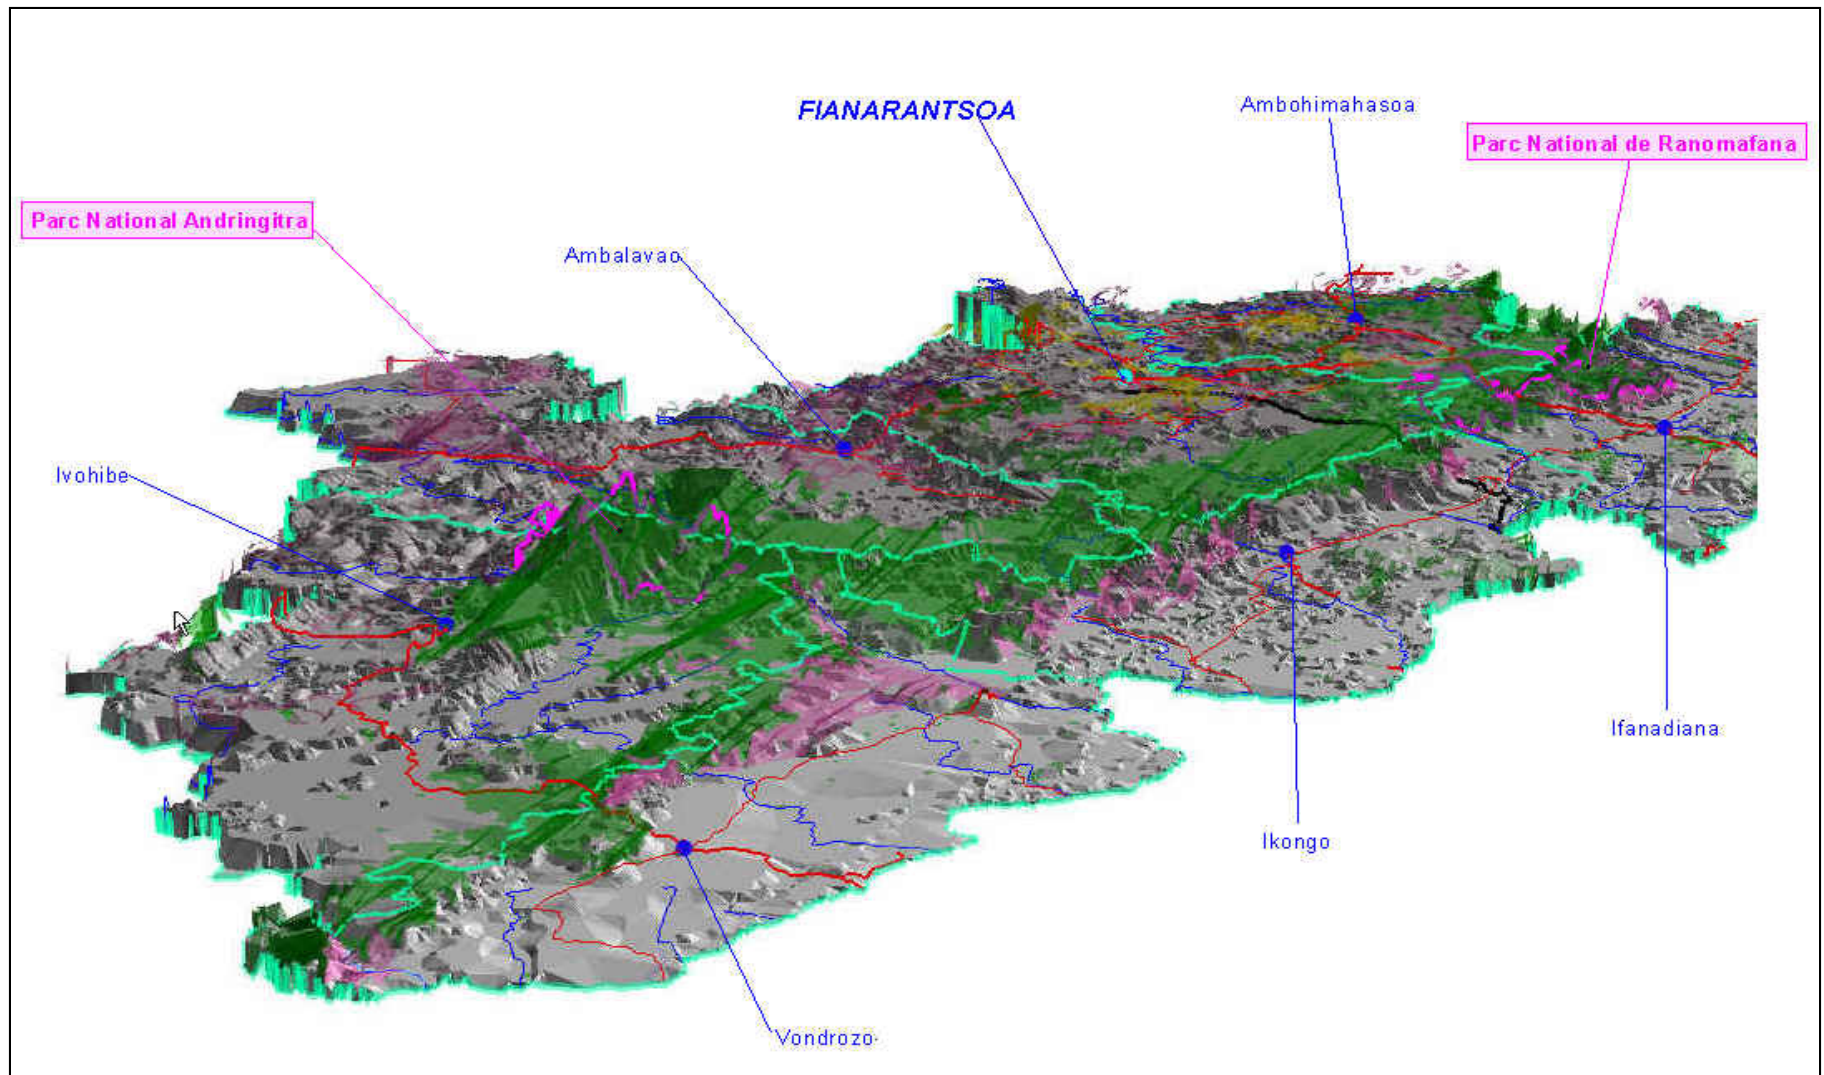 FIANARANTSOA
Ambohimahasoa
Parc National de Ranomafana
Parc National Andringitra
Ambalavao
Ivohibe
Ifanadiana
Ikongo
Vondrozo